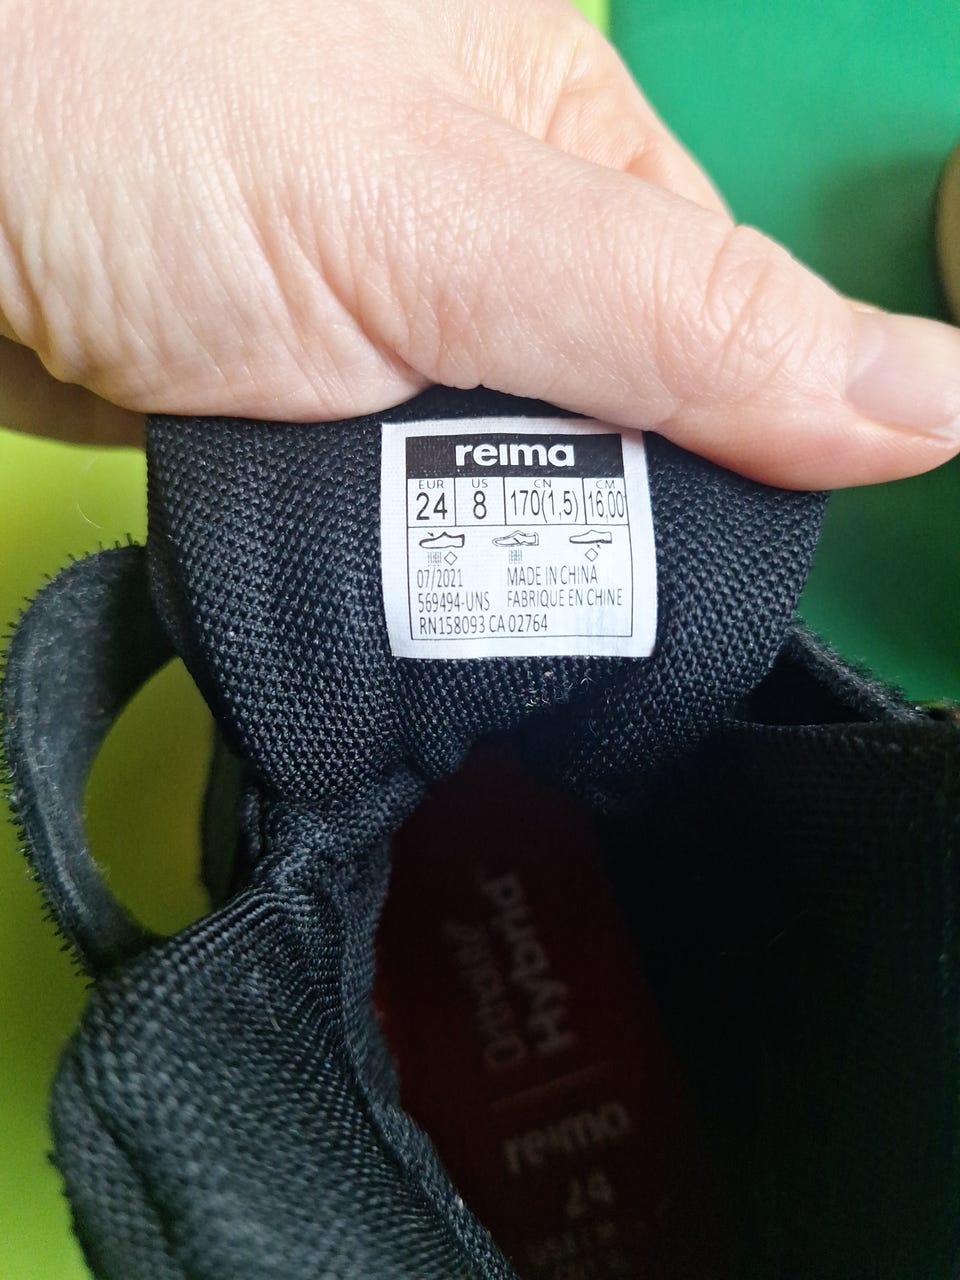 reima
EUR US CN CM
24 8 170(1,5) 16,00
07/2021 MADE IN CHINA
569494-UNS FABRIQUE EN CHINE
RN158093 CA 02764
reima
24